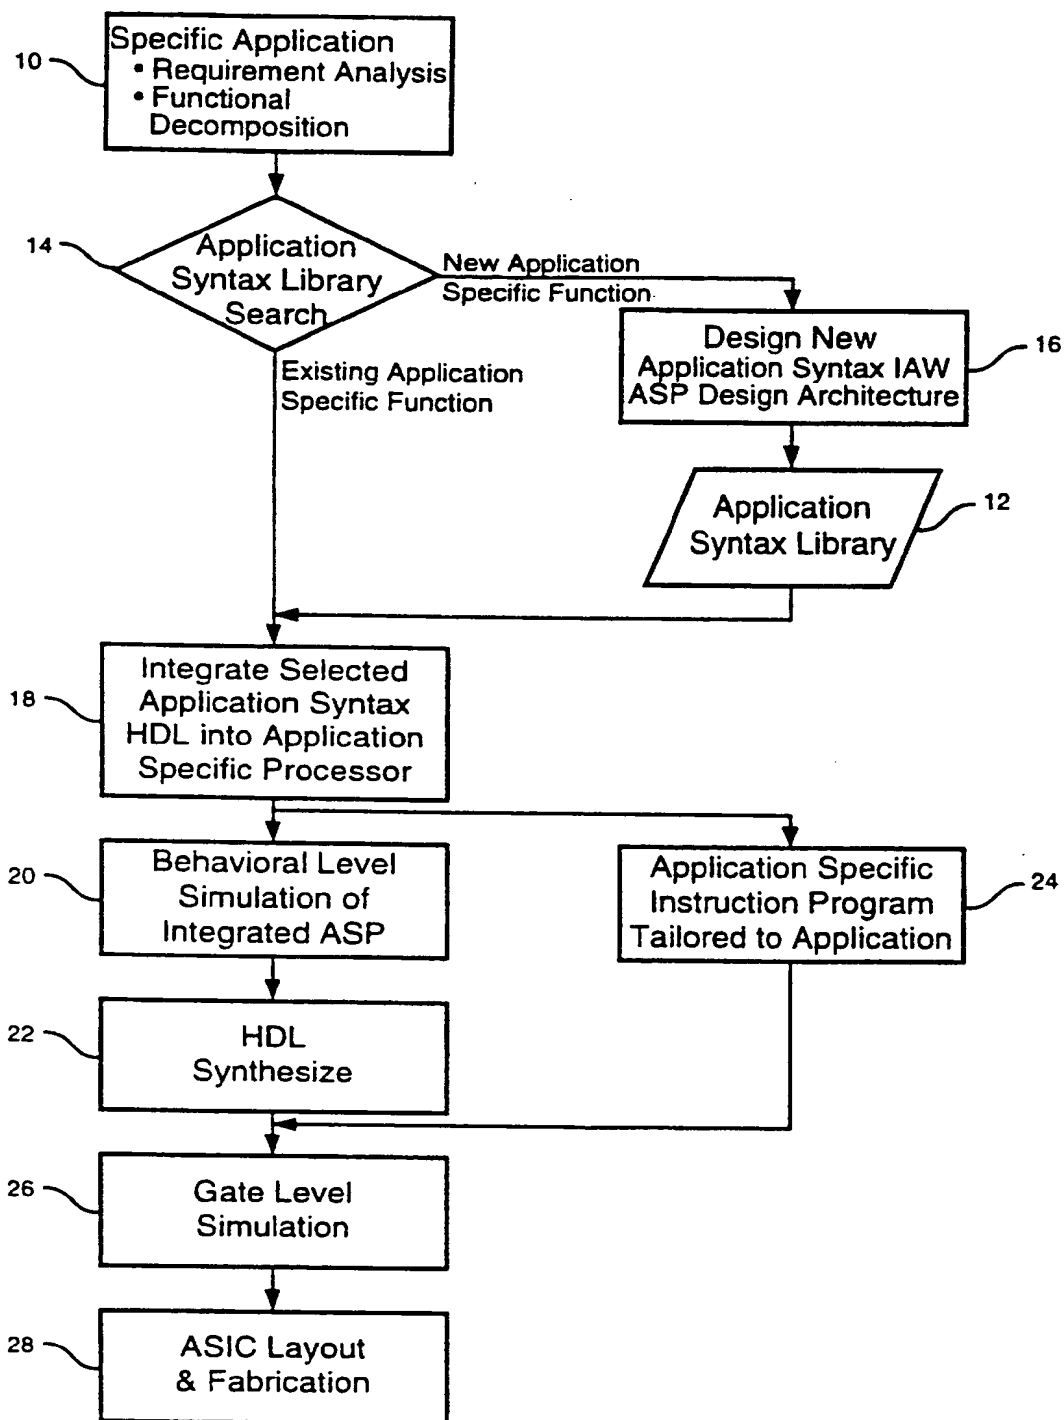 Specific Application
• Requirement Analysis
• Functional
Decomposition
10
Application
Syntax Library
Search
14
New Application
Specific Function
Existing Application
Specific Function
Design New
Application Syntax IAW
ASP Design Architecture
16
Application
Syntax Library
12
Integrate Selected
Application Syntax
HDL into Application
Specific Processor
18
Behavioral Level
Simulation of
Integrated ASP
20
Application Specific
Instruction Program
Tailored to Application
24
HDL
Synthesize
22
Gate Level
Simulation
26
ASIC Layout
& Fabrication
28